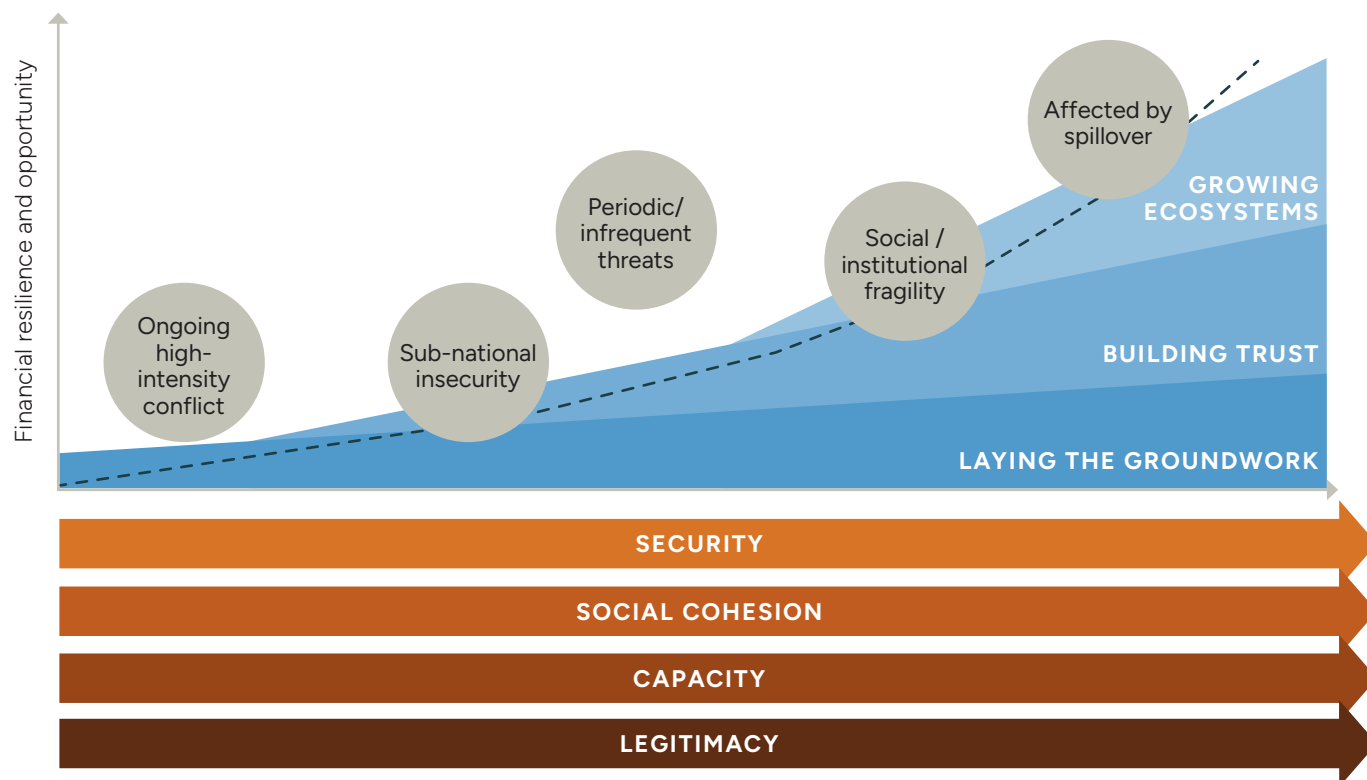 Financial resilience and opportunity
Ongoing
high-
intensity
conflict
Sub-national
insecurity
Periodic/
infrequent
threats
Social /
institutional
fragility
Affected by
spillover
GROWING
ECOSYSTEMS
BUILDING TRUST
LAYING THE GROUNDWORK
SECURITY
SOCIAL COHESION
CAPACITY
LEGITIMACY